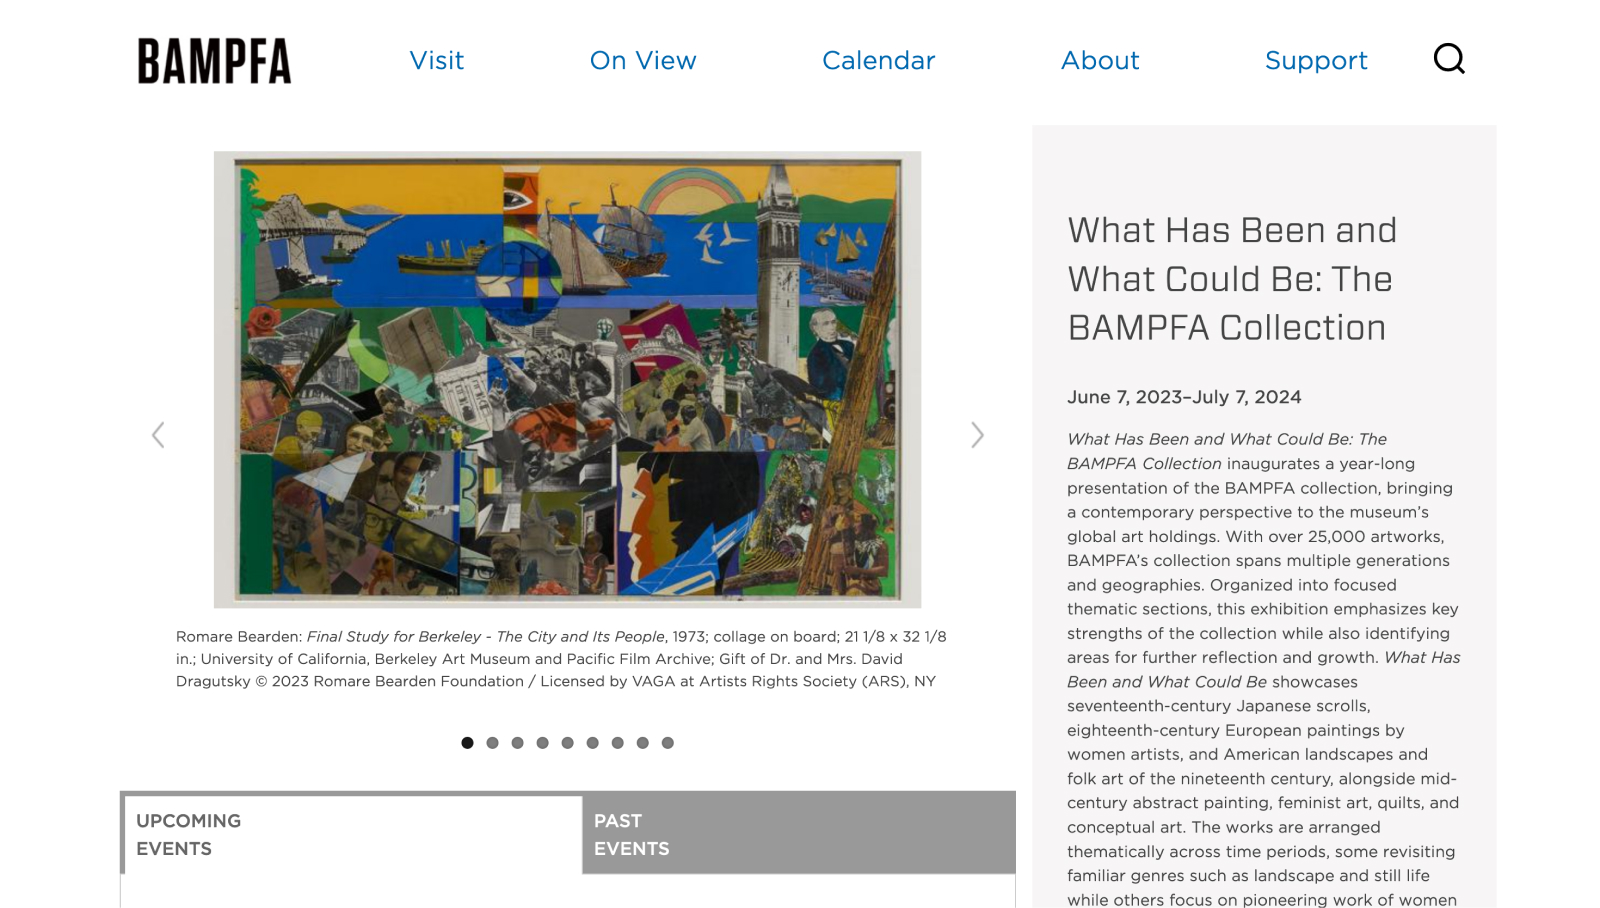 BAMPFA
Visit
On View
Calendar
About
Support
Romare Bearden: Final Study for Berkeley - The City and Its People, 1973; collage on board; 21 1/8 x 32 1/8
in.; University of California, Berkeley Art Museum and Pacific Film Archive; Gift of Dr. and Mrs. David
Dragutsky © 2023 Romare Bearden Foundation / Licensed by VAGA at Artists Rights Society (ARS), NY
UPCOMING
EVENTS
PAST
EVENTS
What Has Been and
What Could Be: The
BAMPFA Collection
June 7, 2023–July 7, 2024
What Has Been and What Could Be: The
BAMPFA Collection inaugurates a year-long
presentation of the BAMPFA collection, bringing
a contemporary perspective to the museum’s
global art holdings. With over 25,000 artworks,
BAMPFA’s collection spans multiple generations
and geographies. Organized into focused
thematic sections, this exhibition emphasizes key
strengths of the collection while also identifying
areas for further reflection and growth. What Has
Been and What Could Be showcases
seventeenth-century Japanese scrolls,
eighteenth-century European paintings by
women artists, and American landscapes and
folk art of the nineteenth century, alongside mid-
century abstract painting, feminist art, quilts, and
conceptual art. The works are arranged
thematically across time periods, some revisiting
familiar genres such as landscape and still life
while others focus on pioneering work of women